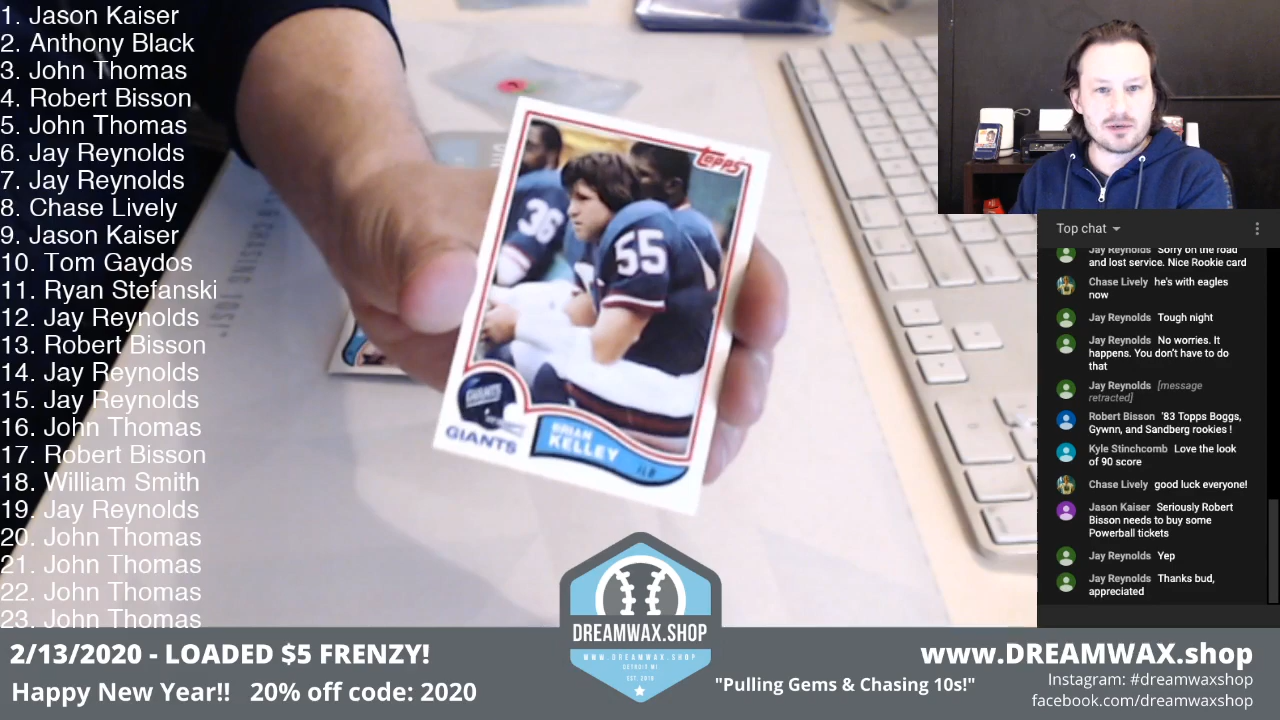 1. Jason Kaiser
2. Anthony Black
3. John Thomas
4. Robert Bisson
5. John Thomas
6. Jay Reynolds
7. Jay Reynolds
8. Chase Lively
9. Jason Kaiser
10. Tom Gaydos
11. Ryan Stefanski
12. Jay Reynolds
13. Robert Bisson
14. Jay Reynolds
15. Jay Reynolds
16. John Thomas
17. Robert Bisson
18. William Smith
19. Jay Reynolds
20. John Thomas
21. John Thomas
22. John Thomas
23. John Thomas
Topps
36
55
GIANTS
GIANTS
BRIAN
KELLEY
LB
Top chat
Jay Reynolds Sorry on the road
and lost service. Nice Rookie card
Chase Lively he's with eagles
now
Jay Reynolds Tough night
Jay Reynolds No worries. It
happens. You don't have to do
that
Jay Reynolds [message
retracted]
Robert Bisson '83 Topps Boggs,
Gywnn, and Sandberg rookies !
Kyle Stinchcomb Love the look
of 90 score
Chase Lively good luck everyone!
Jason Kaiser Seriously Robert
Bisson needs to buy some
Powerball tickets
Jay Reynolds Yep
Jay Reynolds Thanks bud,
appreciated
2/13/2020 - LOADED $5 FRENZY!
Happy New Year!! 20% off code: 2020
DREAMWAX.SHOP
WWW.DREAMWAX.SHOP
DETROIT MI
EST. 2019
"Pulling Gems & Chasing 10s!"
www.DREAMWAX.shop
Instagram: #dreamwaxshop
facebook.com/dreamwaxshop